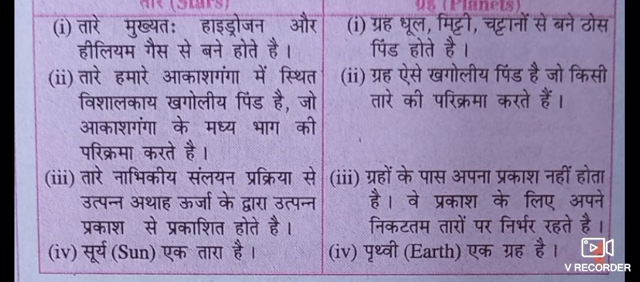 तारे (Stars)
(i) तारे मुख्यतः हाइड्रोजन और
हीलियम गैस से बने होते है ।
(ii) तारे हमारे आकाशगंगा में स्थित
विशालकाय खगोलीय पिंड है, जो
आकाशगंगा के मध्य भाग की
परिक्रमा करते है ।
(iii) तारे नाभिकीय संलयन प्रक्रिया से
उत्पन्न अथाह ऊर्जा के द्वारा उत्पन्न
प्रकाश से प्रकाशित होते है ।
(iv) सूर्य (Sun) एक तारा है ।
ग्रह (Planets)
(i) ग्रह धूल, मिट्टी, चट्टानों से बने ठोस
पिंड होते है ।
(ii) ग्रह ऐसे खगोलीय पिंड है जो किसी
तारे की परिक्रमा करते हैं ।
(iii) ग्रहों के पास अपना प्रकाश नहीं होता
है । वे प्रकाश के लिए अपने
निकटतम तारों पर निर्भर रहते है ।
(iv) पृथ्वी (Earth) एक ग्रह है ।
V RECORDER